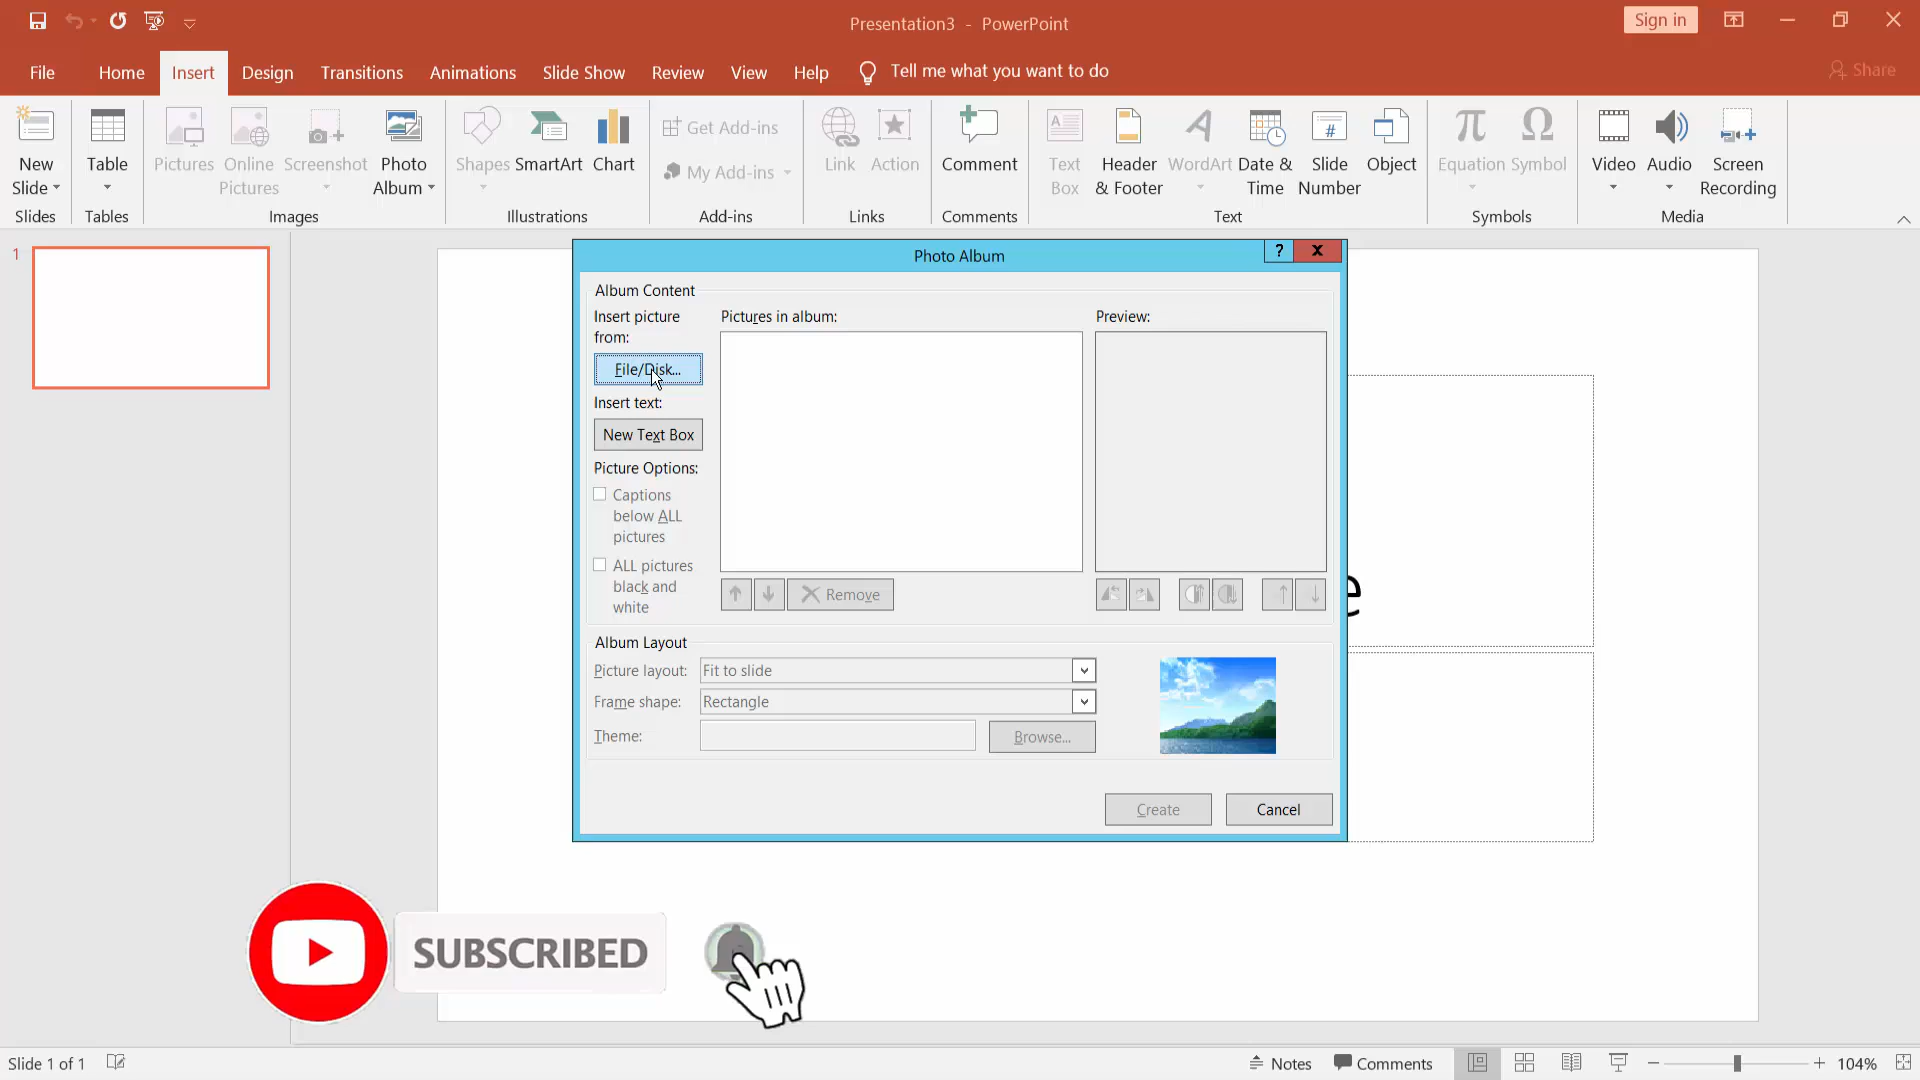 Presentation3 - PowerPoint
Sign in
File Home Insert Design Transitions Animations Slide Show Review View Help Tell me what you want to do Share
New Slide
Table
Pictures
Online Pictures
Screenshot
Photo Album
Shapes
SmartArt
Chart
Get Add-ins
My Add-ins
Link
Action
Comment
Text Box
Header & Footer
WordArt
Date & Time
Slide Number
Object
Equation
Symbol
Video
Audio
Screen Recording
Slides Tables Images Illustrations Add-ins Links Comments Text Symbols Media
1
Photo Album
? X
Album Content
Insert picture from:
File/Disk...
Insert text:
New Text Box
Picture Options:
Captions below ALL pictures
ALL pictures black and white
Pictures in album:
Remove
Preview:
Album Layout
Picture layout: Fit to slide
Frame shape: Rectangle
Theme:
Browse...
Create
Cancel
e
SUBSCRIBED
Slide 1 of 1
Notes
Comments
104%